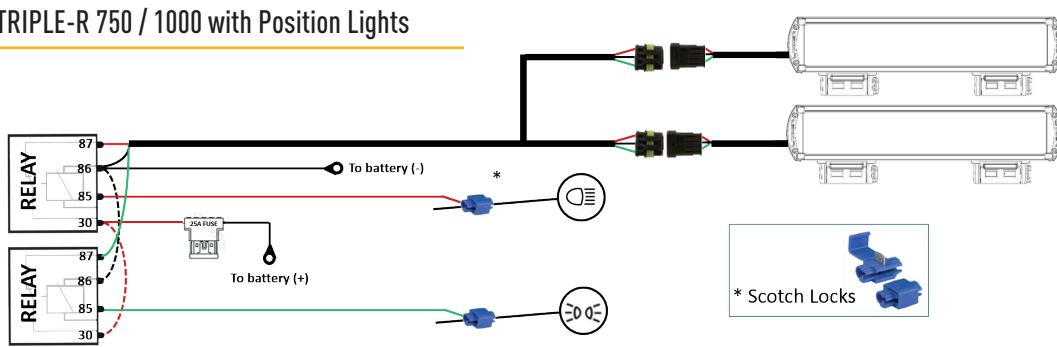 TRIPLE-R 750 / 1000 with Position Lights
RELAY
87
86
85
30
To battery (-)
*
25A FUSE
To battery (+)
RELAY
87
86
85
30
* Scotch Locks